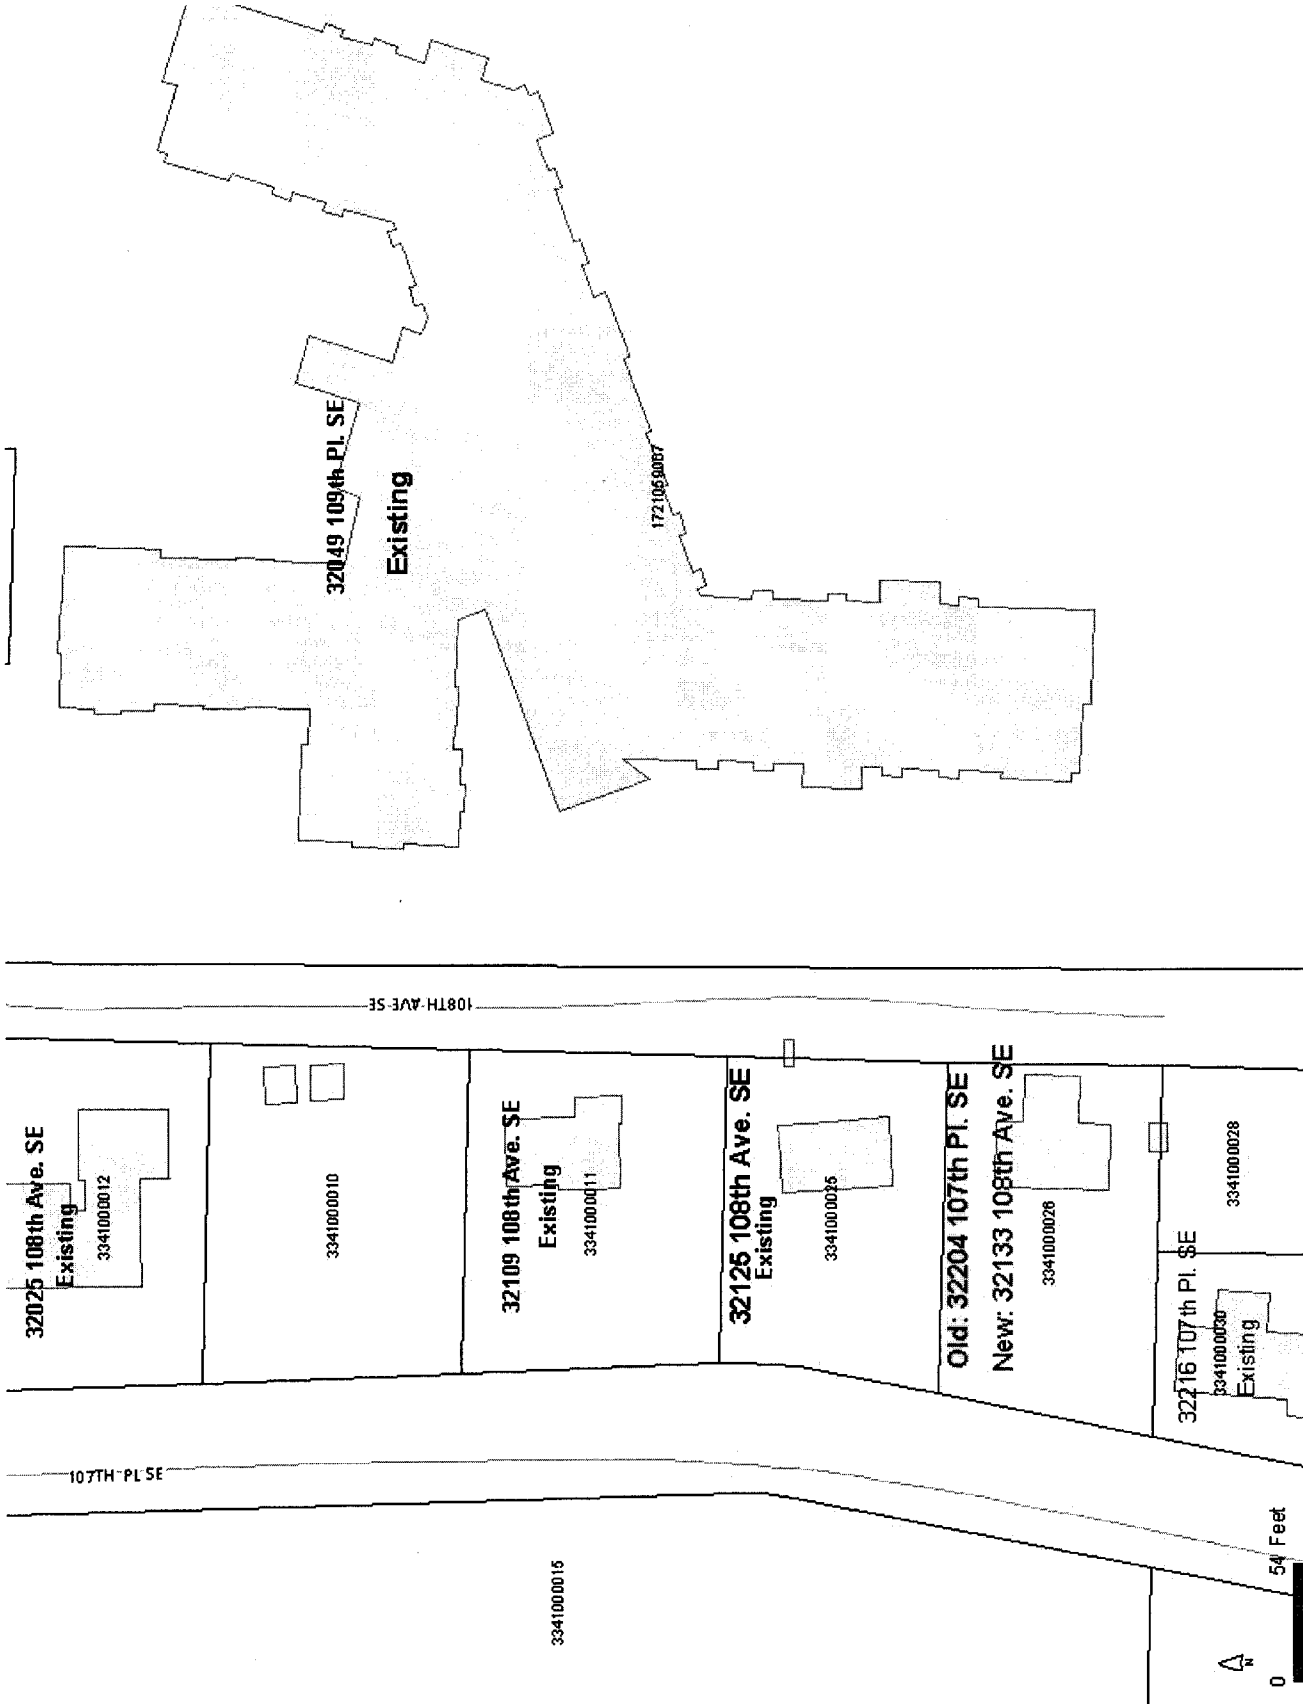 32049 109th Pl. SE
Existing
1721059087
108TH AVE SE
32025 108th Ave. SE
Existing
3341000012
3341000010
32109 108th Ave. SE
Existing
3341000011
32125 108th Ave. SE
Existing
3341000025
Old: 32204 107th Pl. SE
New: 32133 108th Ave. SE
3341000026
3341000028
32216 107th Pl. SE
3341000030
Existing
107TH PL SE
3341000015
N
0 54 Feet